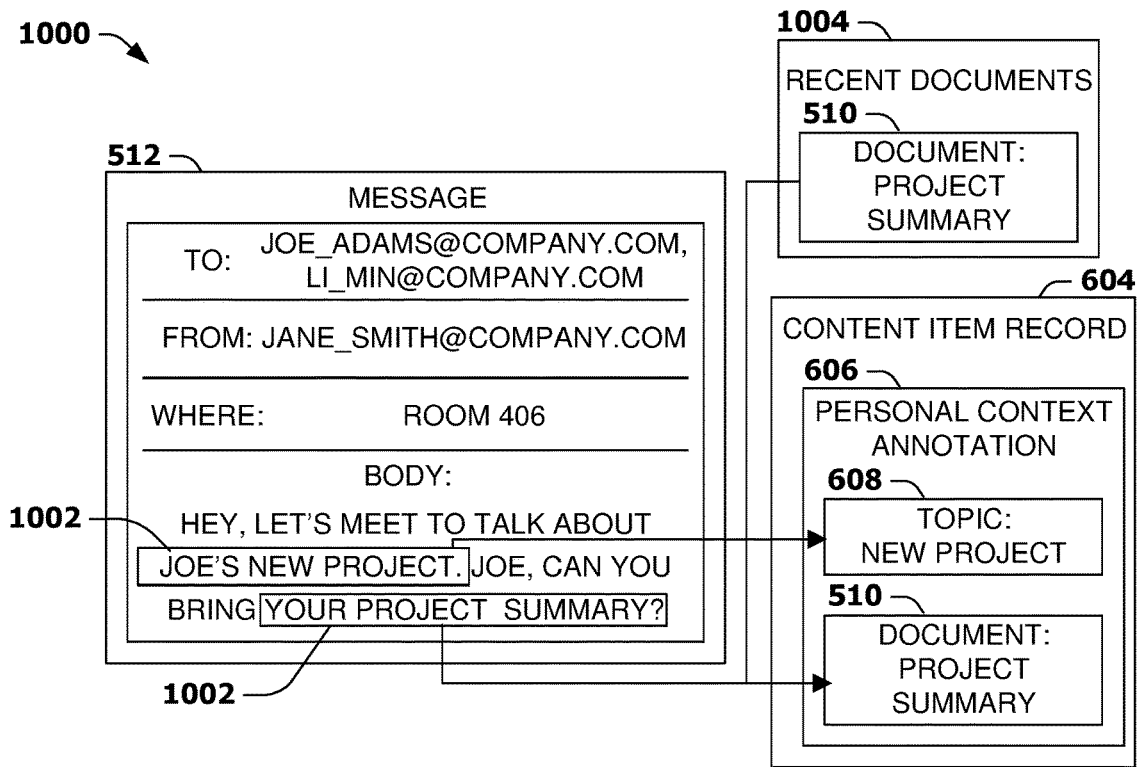 1000
512
MESSAGE
TO:
JOE_ADAMS@COMPANY.COM,
LI_MIN@COMPANY.COM
FROM: JANE_SMITH@COMPANY.COM
WHERE: ROOM 406
BODY:
HEY, LET'S MEET TO TALK ABOUT
JOE'S NEW PROJECT. JOE, CAN YOU
BRING YOUR PROJECT SUMMARY?
1002
1002
1004
RECENT DOCUMENTS
510
DOCUMENT:
PROJECT
SUMMARY
604
CONTENT ITEM RECORD
606
PERSONAL CONTEXT
ANNOTATION
608
TOPIC:
NEW PROJECT
510
DOCUMENT:
PROJECT
SUMMARY